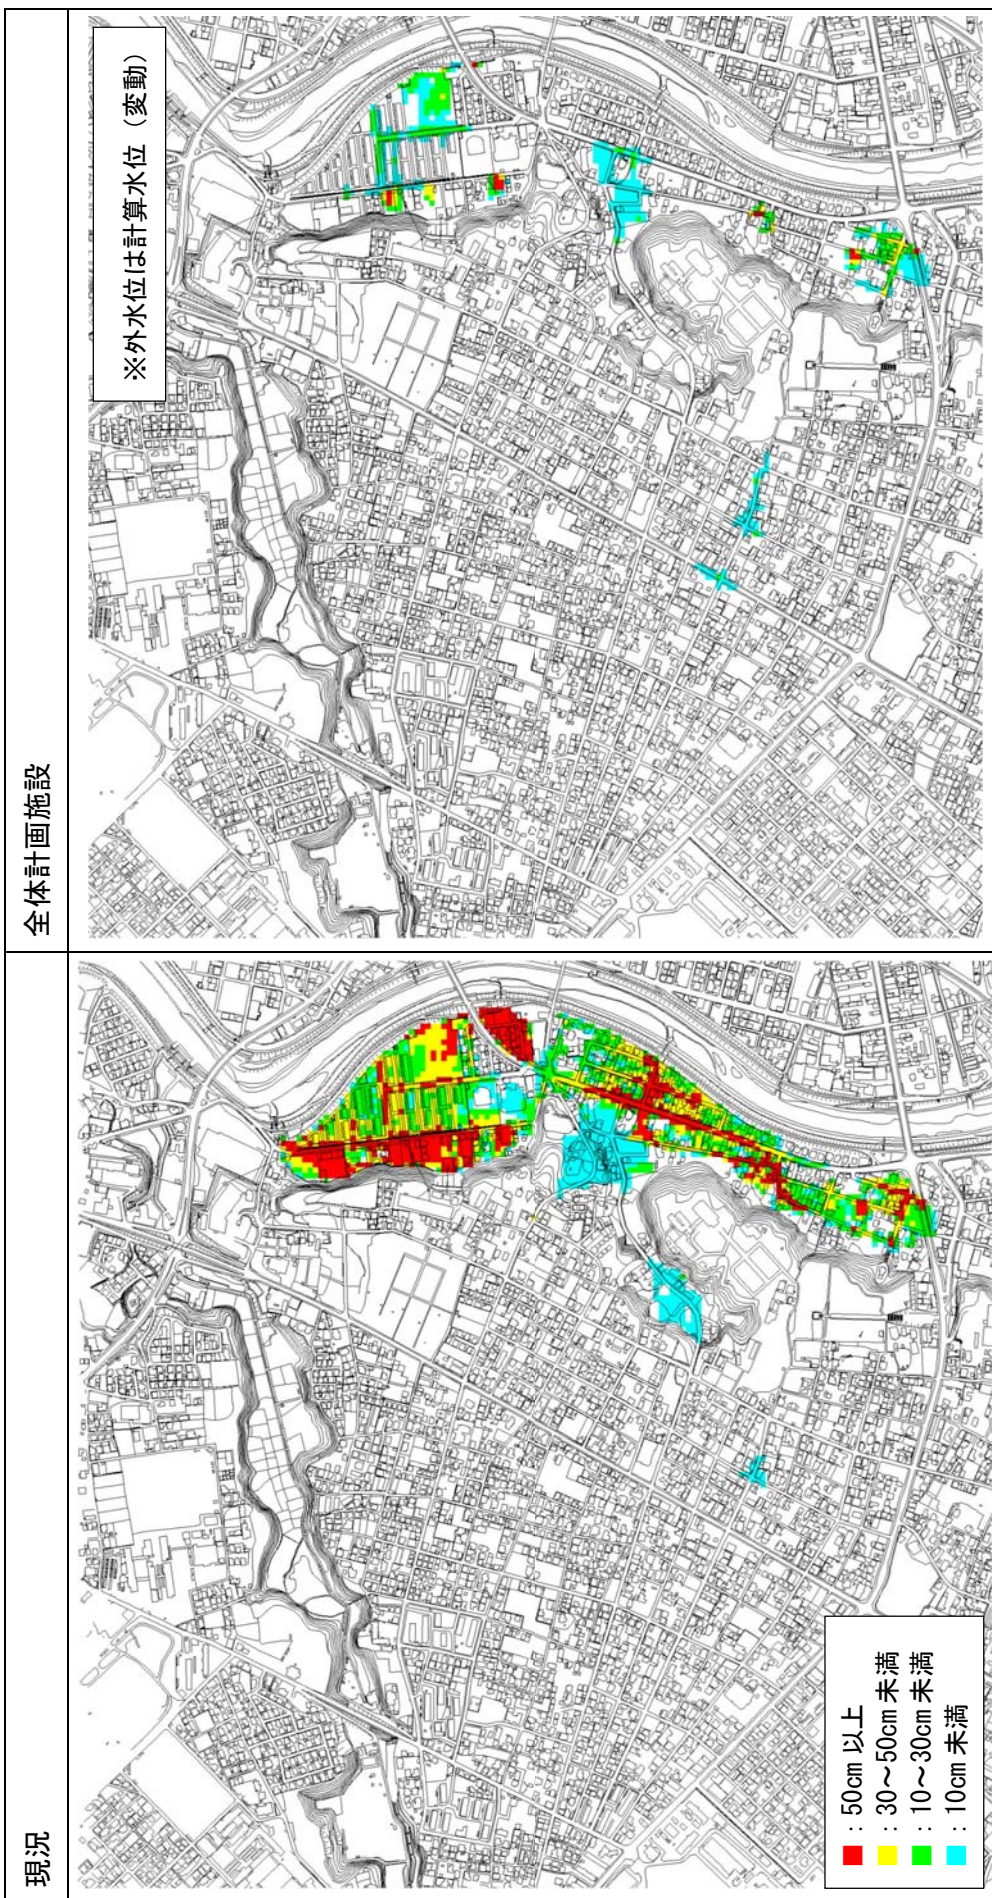 現況
全体計画施設
※外水位は計算水位（変動）
■：50cm 以上
■：30～50cm 未満
■：10～30cm 未満
■：10cm 未満